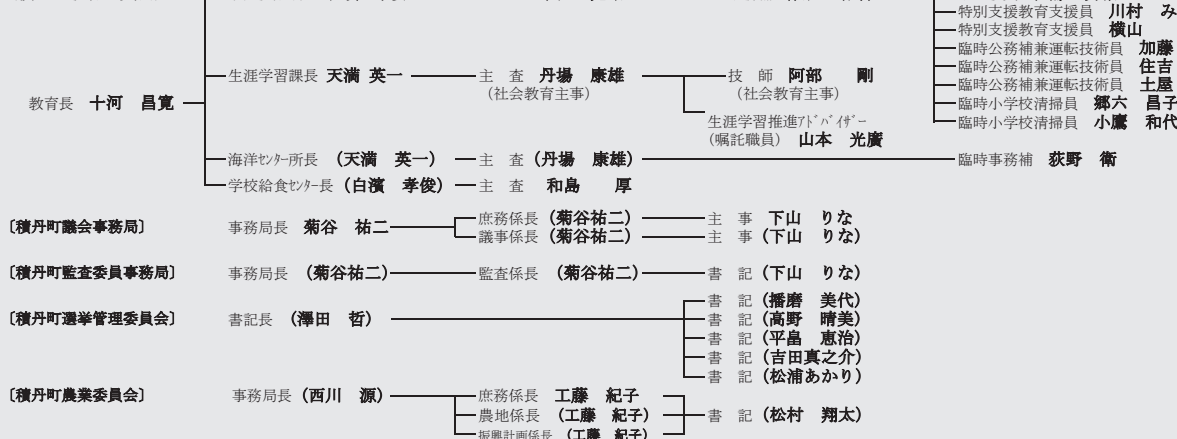 特別支援教育支援員 川村 み
特別支援教育支援員 横山
臨時公務補兼運転技術員 加藤
臨時公務補兼運転技術員 住吉
臨時公務補兼運転技術員 土屋
臨時小学校清掃員 郷六 昌子
臨時小学校清掃員 小鷹 和代
教育長 十河 昌寛
生涯学習課長 天満 英一 主 査 丹場 康雄 技 師 阿部 剛
(社会教育主事) (社会教育主事)
生涯学習推進アドバイザー
(嘱託職員) 山本 光廣
海洋センター所長 (天満 英一) 主 査 (丹場 康雄) 臨時事務補 荻野 衛
学校給食センター長 (白濱 孝俊) 主 査 和島 厚
〔積丹町議会事務局〕 事務局長 菊谷 祐二 庶務係長 (菊谷祐二) 主 事 下山 りな
議事係長 (菊谷祐二) 主 事 (下山 りな)
〔積丹町監査委員事務局〕 事務局長 (菊谷祐二) 監査係長 (菊谷祐二) 書 記 (下山 りな)
書 記 (播磨 美代)
〔積丹町選挙管理委員会〕 書記長 (澤田 哲) 書 記 (高野 晴美)
書 記 (平畠 恵治)
書 記 (吉田真之介)
書 記 (松浦あかり)
〔積丹町農業委員会〕 事務局長 (西川 源) 庶務係長 工藤 紀子
農地係長 (工藤 紀子) 書 記 (松村 翔太)
振興計画係長 (工藤 紀子)